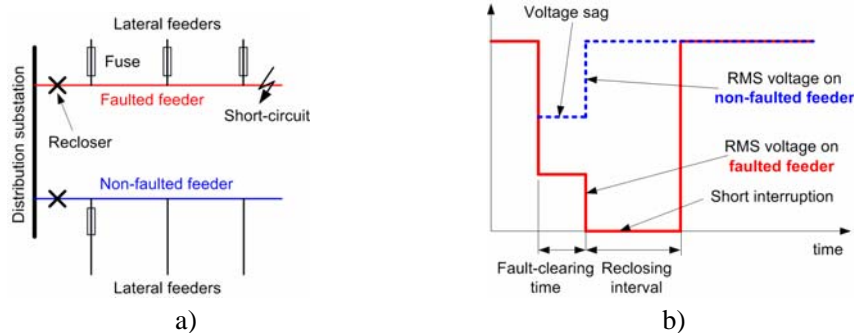 Lateral feeders
Fuse
Faulted feeder
Short-circuit
Recloser
Distribution substation
Non-faulted feeder
Lateral feeders
a)
Voltage sag
RMS voltage on
non-faulted feeder
RMS voltage on
faulted feeder
Short interruption
time
Fault-clearing
time
Reclosing
interval
b)